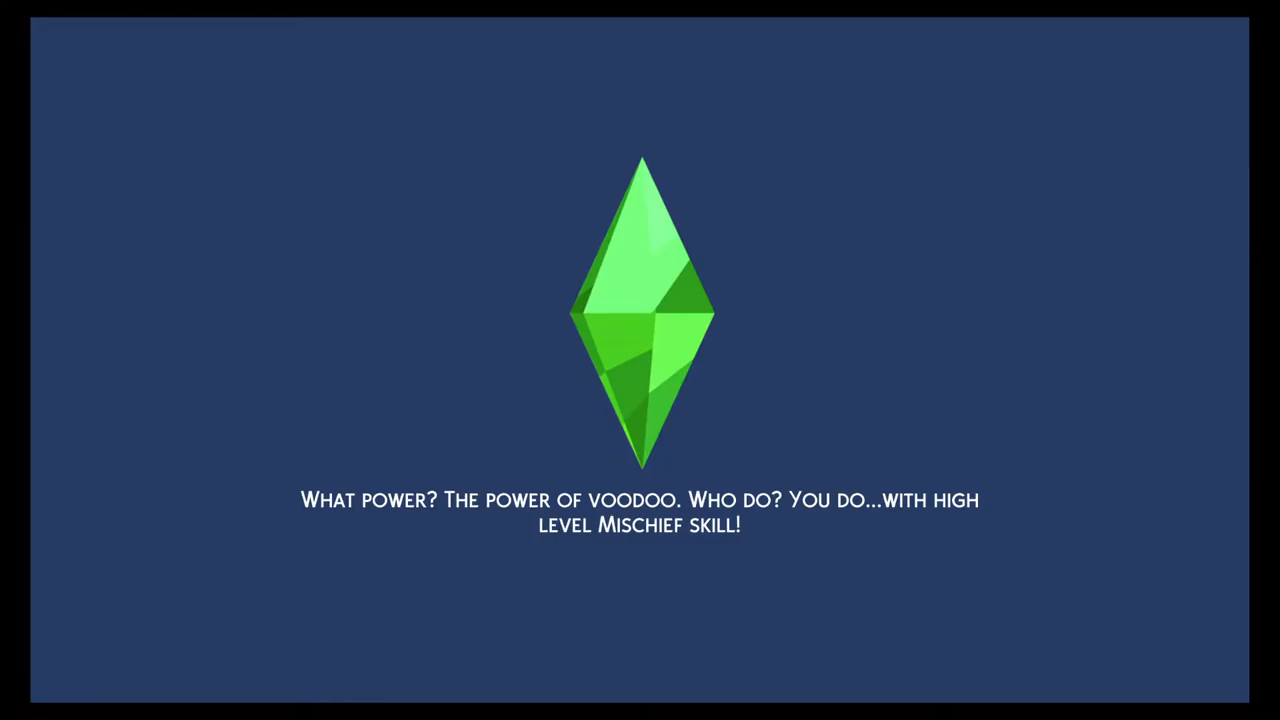 What power? The power of voodoo. Who do? You do...with high
level Mischief skill!